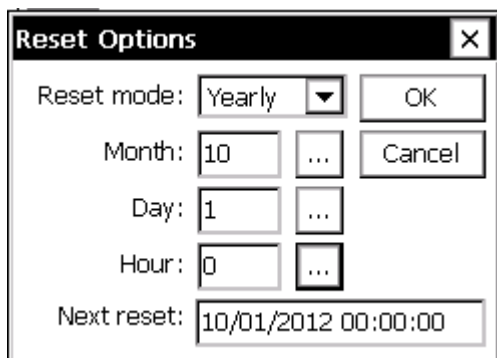 Reset Options
Reset mode: Yearly OK
Month: 10 ... Cancel
Day: 1 ...
Hour: 0 ...
Next reset: 10/01/2012 00:00:00